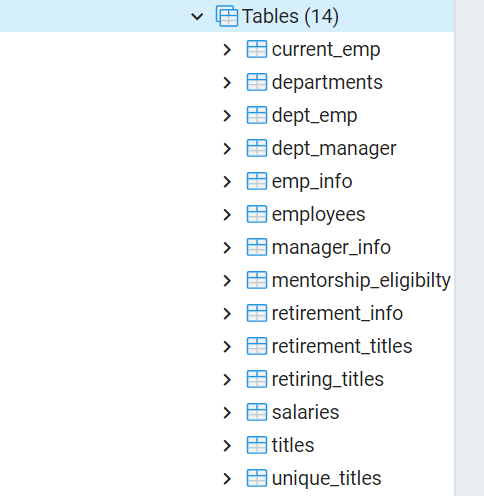 Tables (14)
current_emp
departments
dept_emp
dept_manager
emp_info
employees
manager_info
mentorship_eligibilty
retirement_info
retirement_titles
retiring_titles
salaries
titles
unique_titles